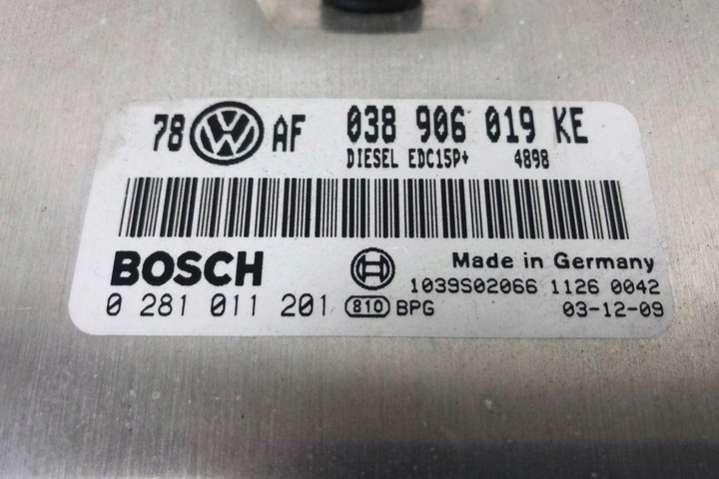 78 VW AF 038 906 019 KE
DIESEL EDC15P+ 4898
BOSCH
Made in Germany
1039S02066 1126 0042
0 281 011 201 810 BPG 03-12-09